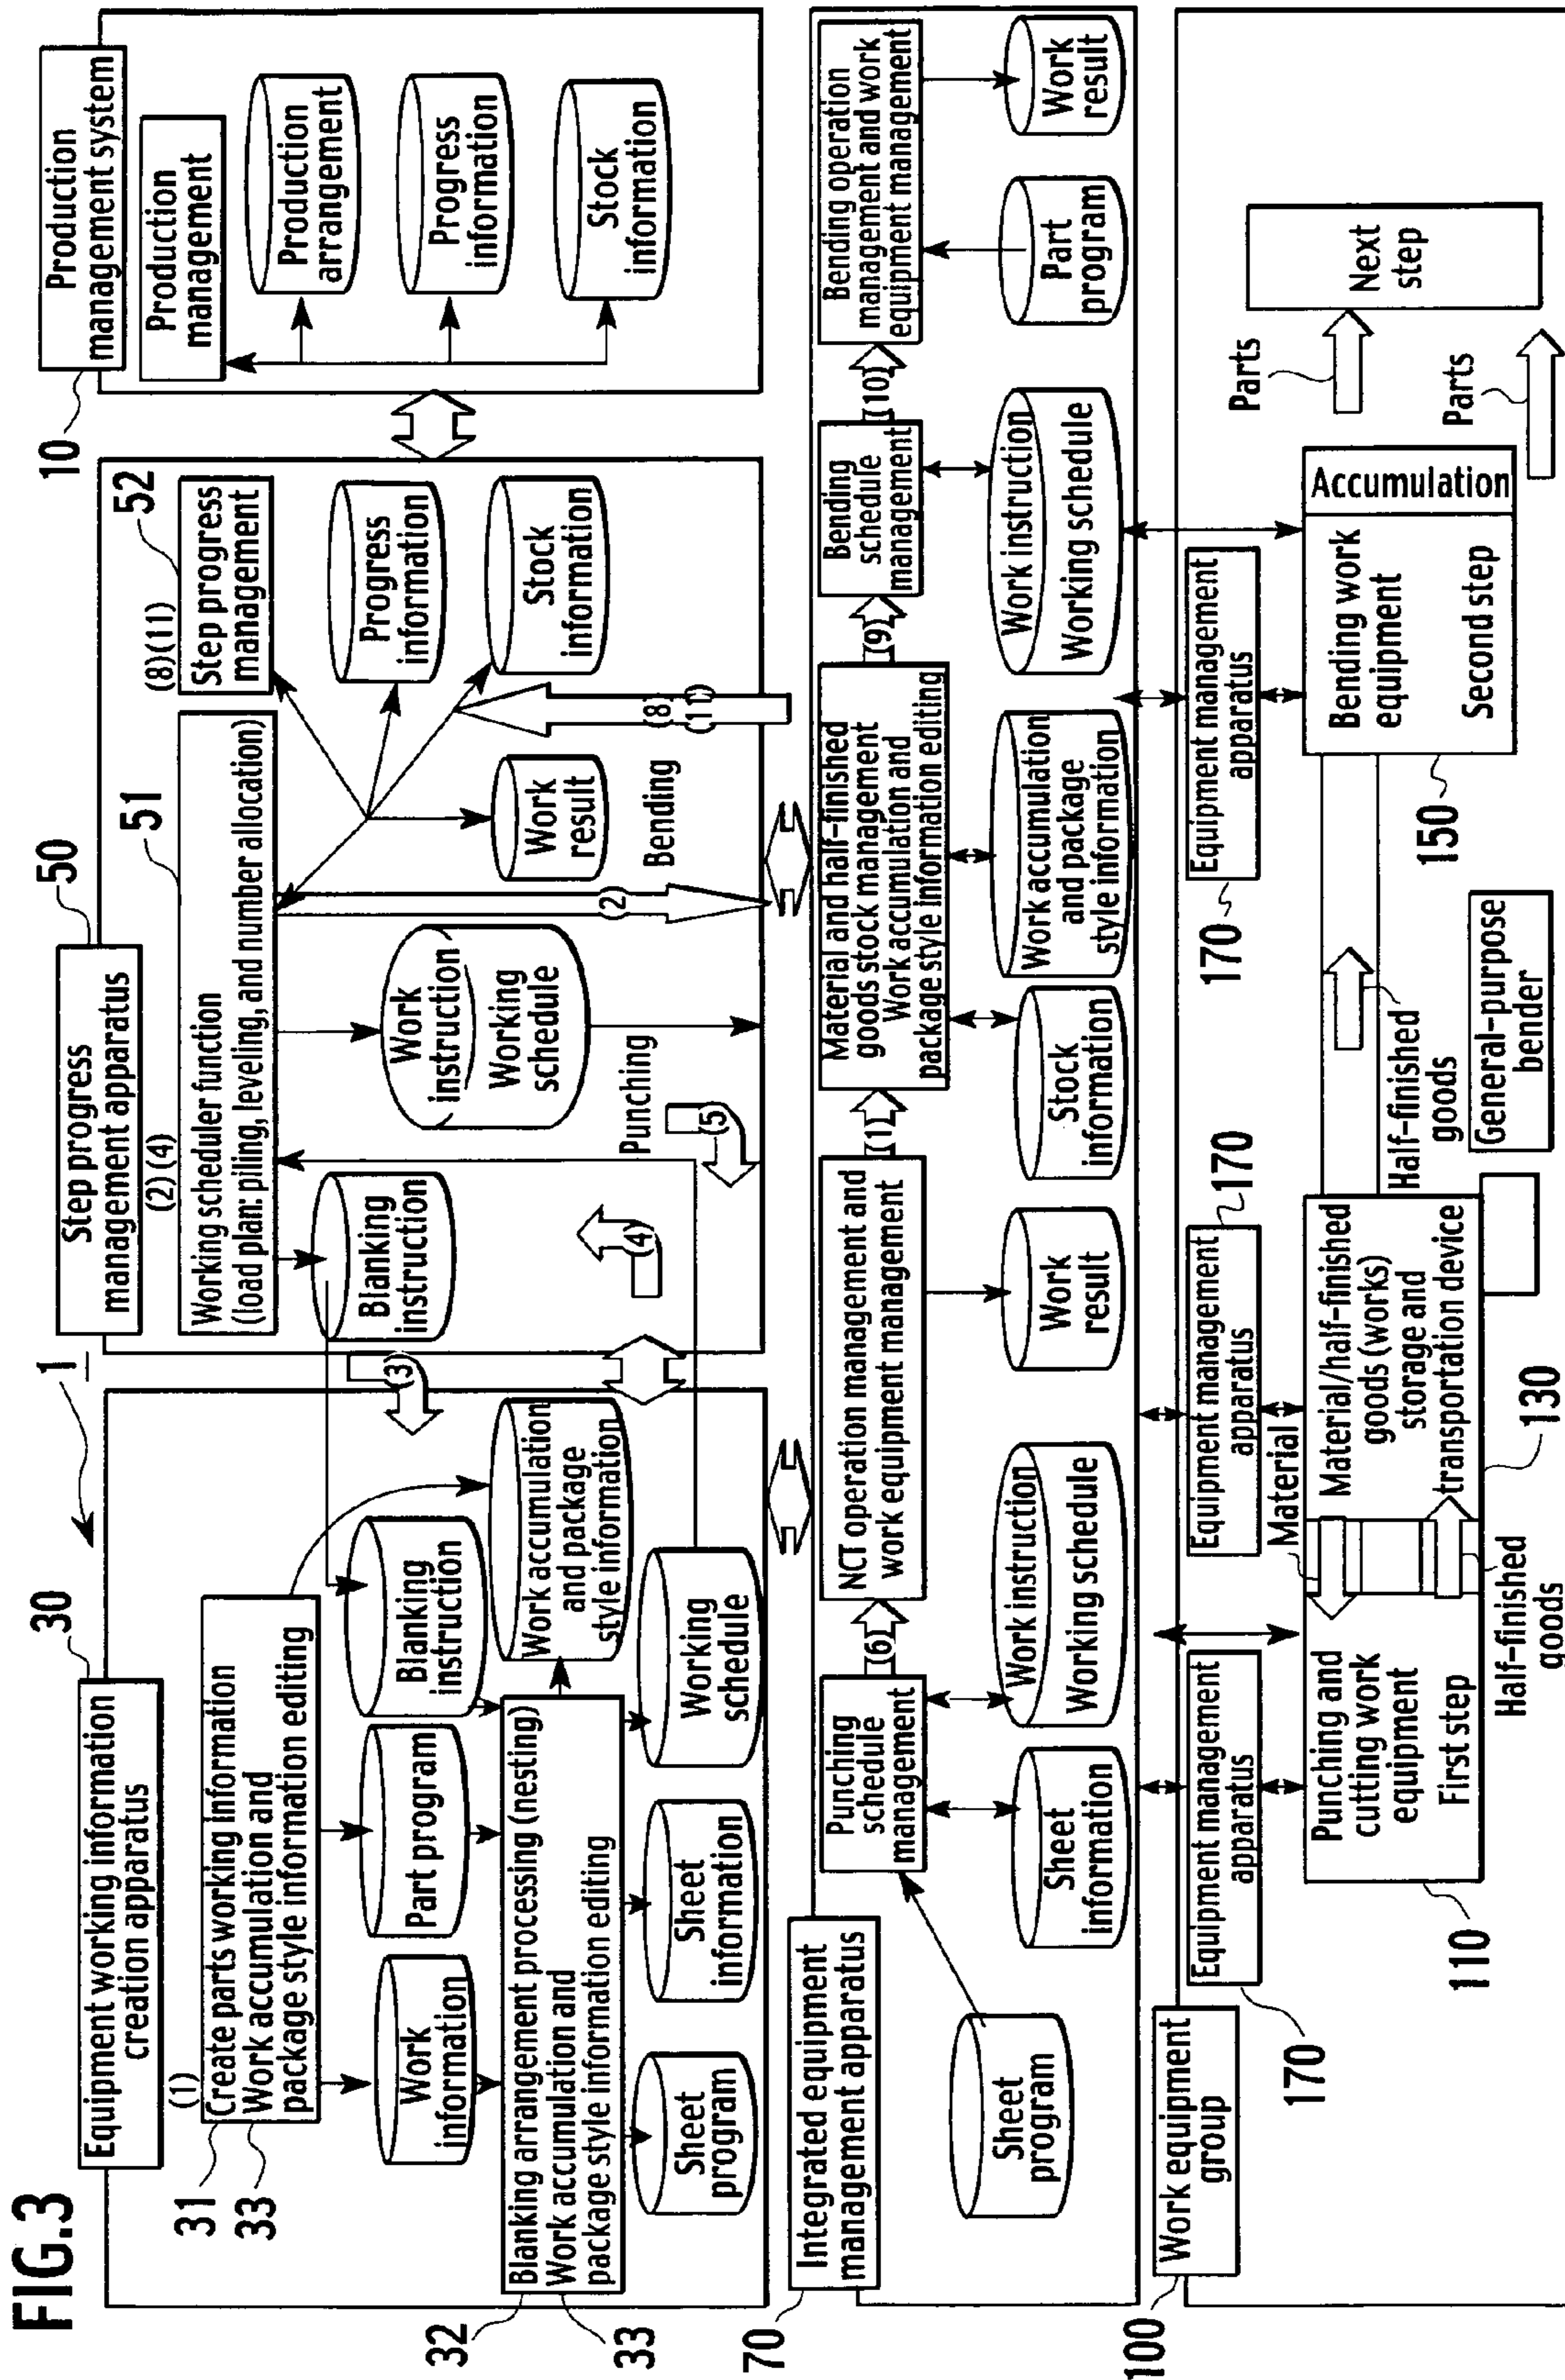 FIG.3
1
30
Equipment working information
creation apparatus
(1)
31
33
Create parts working information
Work accumulation and
package style information editing
Work
information
Part program
Blanking
instruction
Work accumulation
and package
style information
32
33
Blanking arrangement processing (nesting)
Work accumulation and
package style information editing
Sheet
program
Sheet
information
Working
schedule
50
Step progress
management apparatus
(2)(4)
51
Working scheduler function
(load plan: piling, leveling, and number allocation)
(8)(11)
52
Step progress
management
Blanking
instruction
(3)
(4)
Work
instruction
Working
schedule
Punching
(5)
(2)
Work
result
Bending
Progress
information
Stock
information
(8)
(11)
10
Production
management system
Production
management
Production
arrangement
Progress
information
Stock
information
70
Integrated equipment
management apparatus
Sheet
program
Punching
schedule
management
(6)
Sheet
information
Work instruction
Working schedule
NCT operation management and
work equipment management
(1)
Work
result
Material and half-finished
goods stock management
Work accumulation and
package style information editing
(9)
Stock
information
Work accumulation
and package
style information
Bending
schedule
management
(10)
Work instruction
Working schedule
Bending operation
management and work
equipment management
Part
program
Work
result
100
Work equipment
group
170
Equipment management
apparatus
Equipment management
apparatus
170
170
Equipment management
apparatus
Material
110
Punching and
cutting work
equipment
First step
Half-finished
goods
130
Material/half-finished
goods (works)
storage and
transportation device
Half-finished
goods
General-purpose
bender
150
Bending work
equipment
Second step
Accumulation
Parts
Parts
Next
step